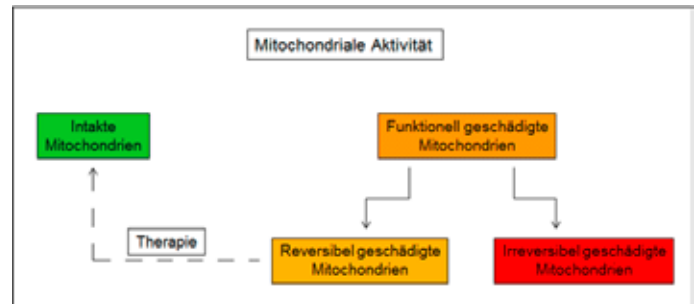 Mitochondriale Aktivität
Intakte
Mitochondrien
Funktionell geschädigte
Mitochondrien
Therapie
Reversibel geschädigte
Mitochondrien
Irreversibel geschädigte
Mitochondrien